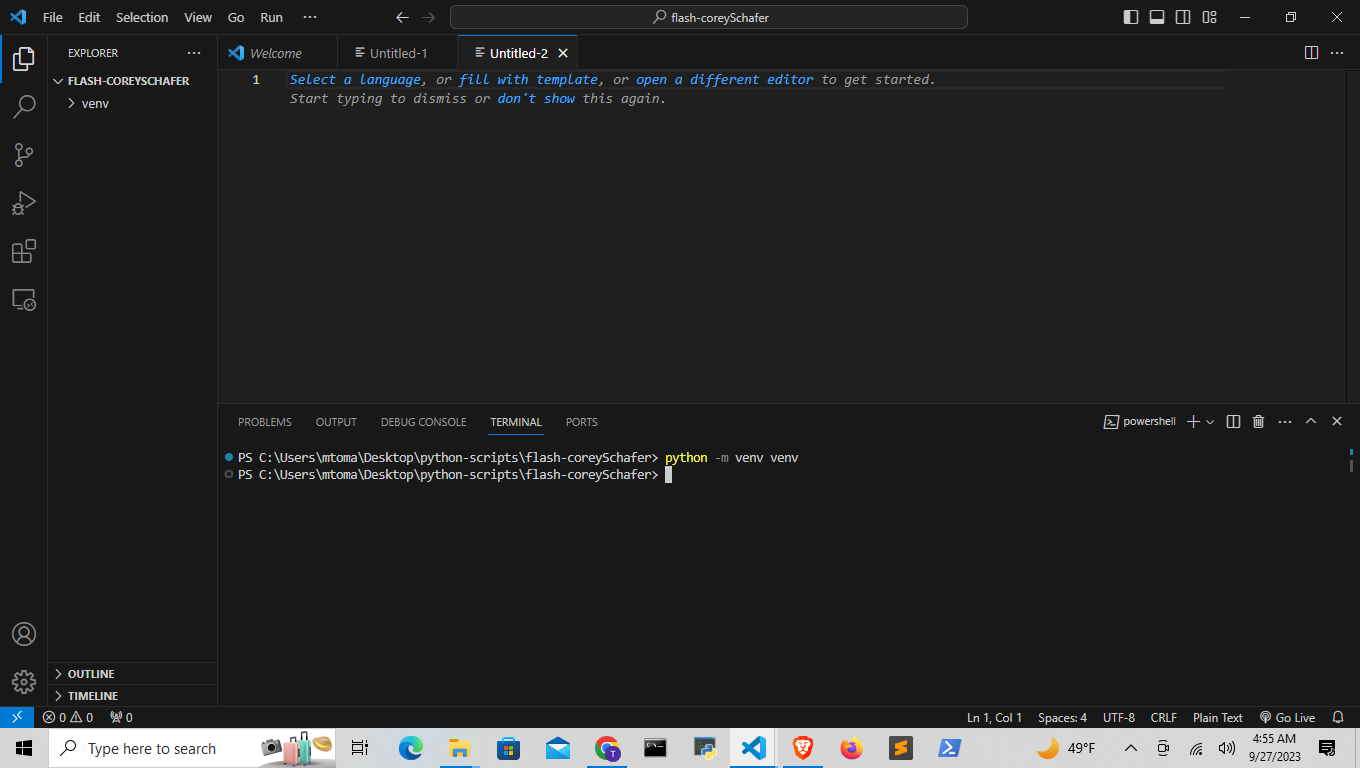 File Edit Selection View Go Run ···
flash-coreySchafer
EXPLORER ···
FLASH-COREYSCHAFER
venv
Welcome Untitled-1 Untitled-2
1 Select a language, or fill with template, or open a different editor to get started.
Start typing to dismiss or don't show this again.
PROBLEMS OUTPUT DEBUG CONSOLE TERMINAL PORTS
powershell
PS C:\Users\mtoma\Desktop\python-scripts\flash-coreySchafer> python -m venv venv
PS C:\Users\mtoma\Desktop\python-scripts\flash-coreySchafer>
OUTLINE
TIMELINE
0 0 0
Ln 1, Col 1 Spaces: 4 UTF-8 CRLF Plain Text Go Live
Type here to search
T
49°F
4:55 AM
9/27/2023